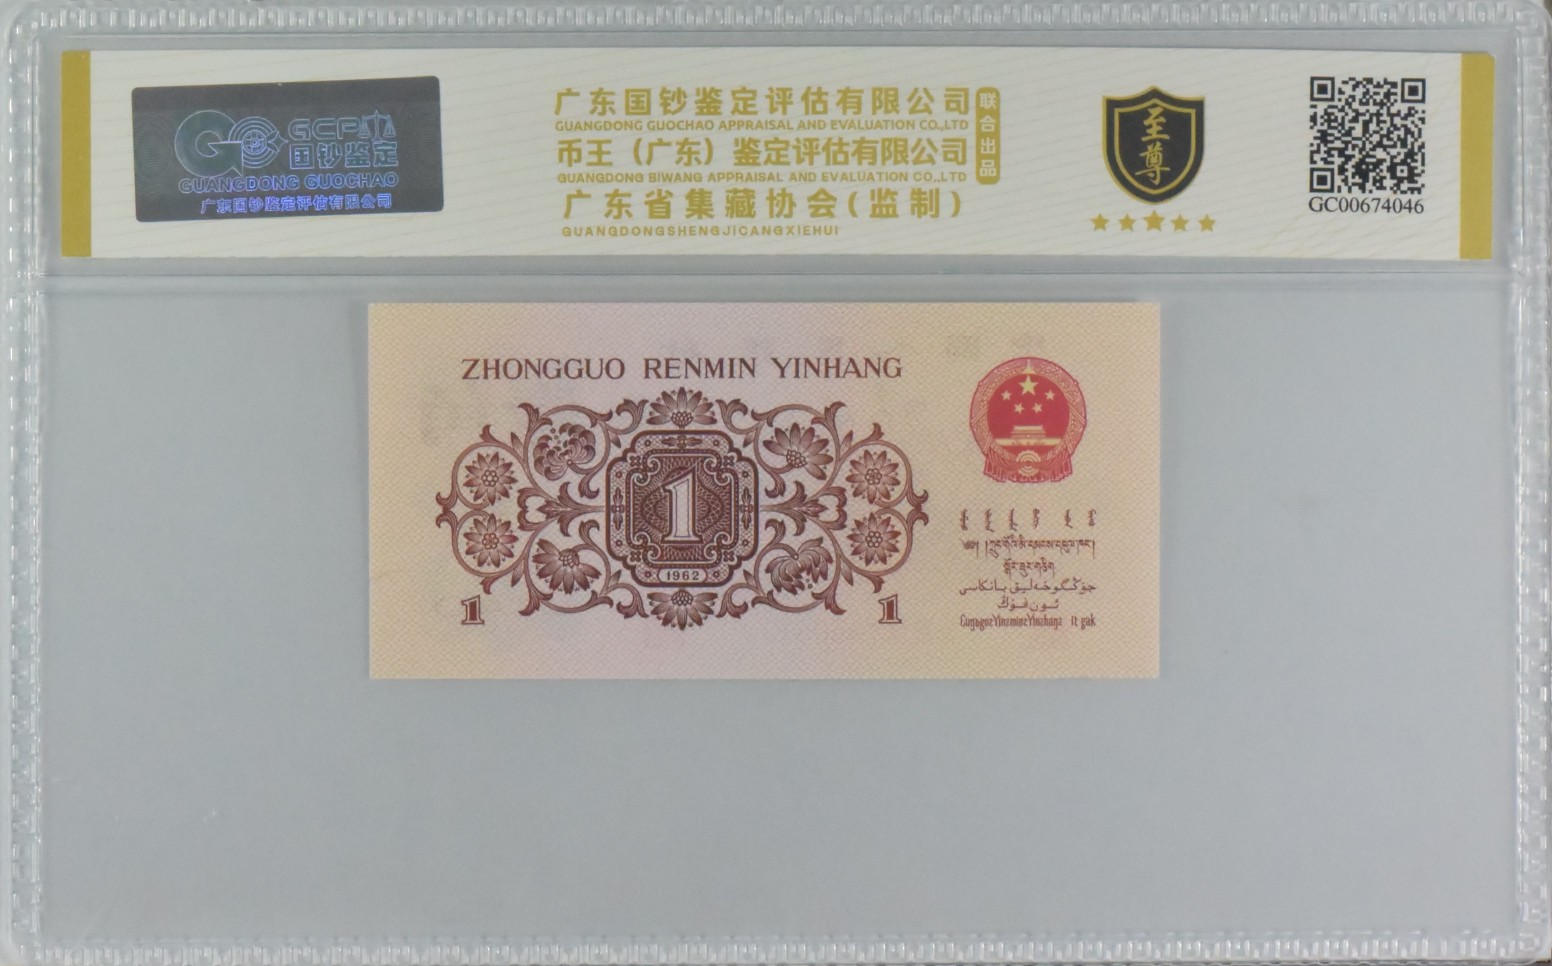 GCP
国钞鉴定
GUANGDONG GUOCHAO
广东国钞鉴定评估有限公司
广东国钞鉴定评估有限公司
GUANGDONG GUOCHAO APPRAISAL AND EVALUATION CO.,LTD
币王（广东）鉴定评估有限公司
GUANGDONG BIWANG APPRAISAL AND EVALUATION CO.,LTD
广东省集藏协会(监制)
GUANGDONGSHENGJICANGXIEHUI
联合出品
至尊
GC00674046
ZHONGGUO RENMIN YINHANG
1
1962
1
1
جۇڭگوخەلىق بانكاسى
ئون فۇڭ